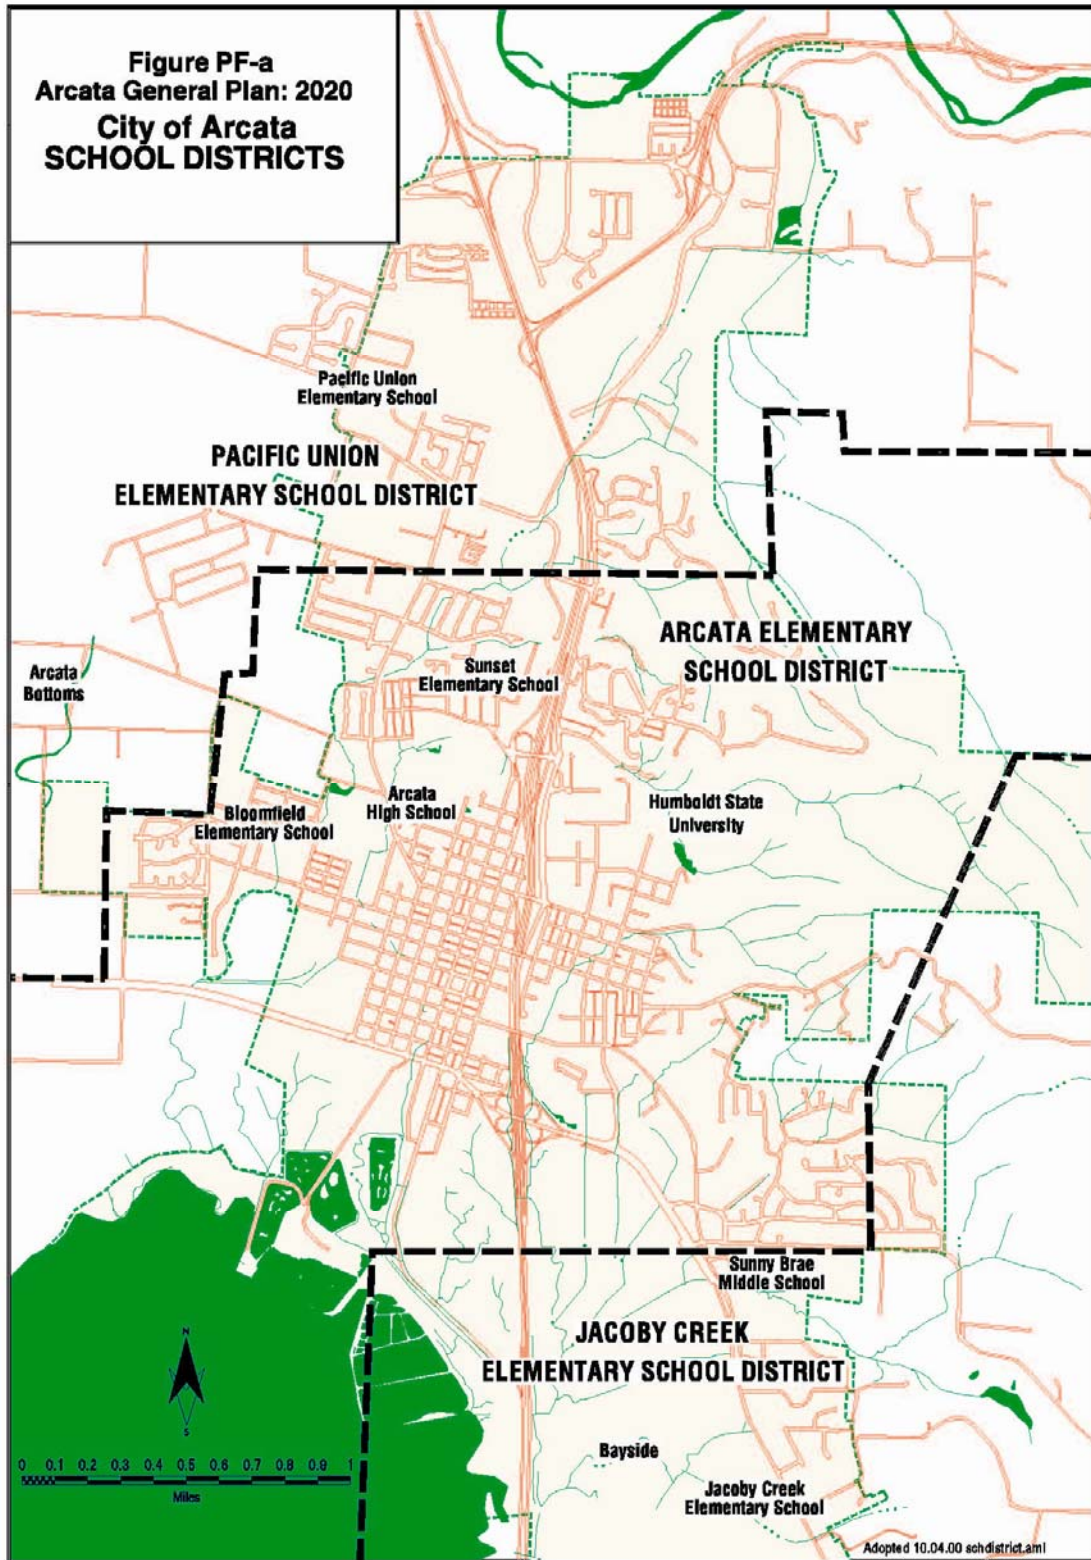 Figure PF-a
Arcata General Plan: 2020
City of Arcata
SCHOOL DISTRICTS
Pacific Union
Elementary School
PACIFIC UNION
ELEMENTARY SCHOOL DISTRICT
ARCATA ELEMENTARY
SCHOOL DISTRICT
Arcata
Bottoms
Sunset
Elementary School
Bloomfield
Elementary School
Arcata
High School
Humboldt State
University
Sunny Brae
Middle School
JACOBY CREEK
ELEMENTARY SCHOOL DISTRICT
N
S
0 0.1 0.2 0.3 0.4 0.5 0.6 0.7 0.8 0.9 1
Miles
Bayside
Jacoby Creek
Elementary School
Adopted 10.04.00 schdistrict.aml